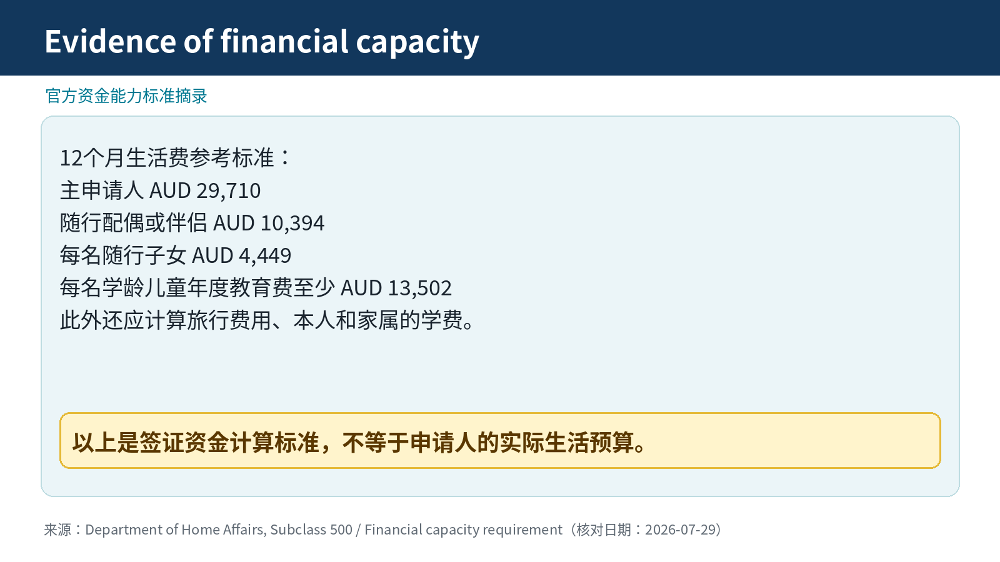 Evidence of financial capacity
官方资金能力标准摘录
12个月生活费参考标准：
主申请人 AUD 29,710
随行配偶或伴侣 AUD 10,394
每名随行子女 AUD 4,449
每名学龄儿童年度教育费至少 AUD 13,502
此外还应计算旅行费用、本人和家属的学费。
以上是签证资金计算标准，不等于申请人的实际生活预算。
来源：Department of Home Affairs, Subclass 500 / Financial capacity requirement（核对日期：2026-07-29）